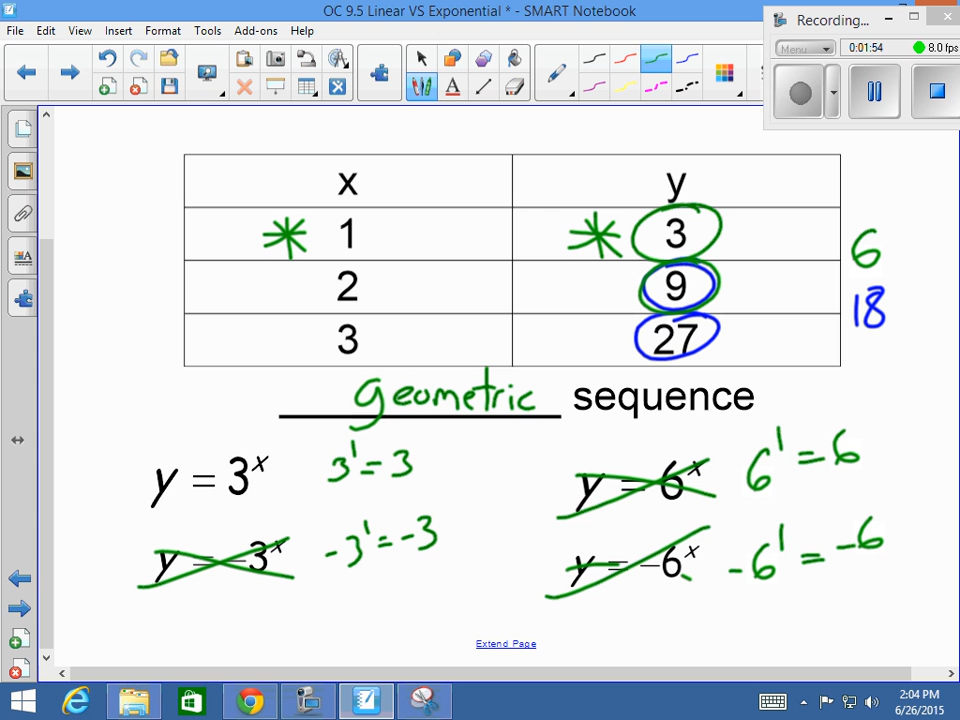 OC 9.5 Linear VS Exponential * - SMART Notebook
File Edit View Insert Format Tools Add-ons Help
Recording...
Menu 0:01:54 8.0 fps
x y
1 3
6
2 9
18
3 27
geometric sequence
y = 3^x 3^1 = 3 y = 6^x 6^1 = 6
y = -3^x -3^1 = -3 y = -6^x -6^1 = -6
Extend Page
2:04 PM
6/26/2015